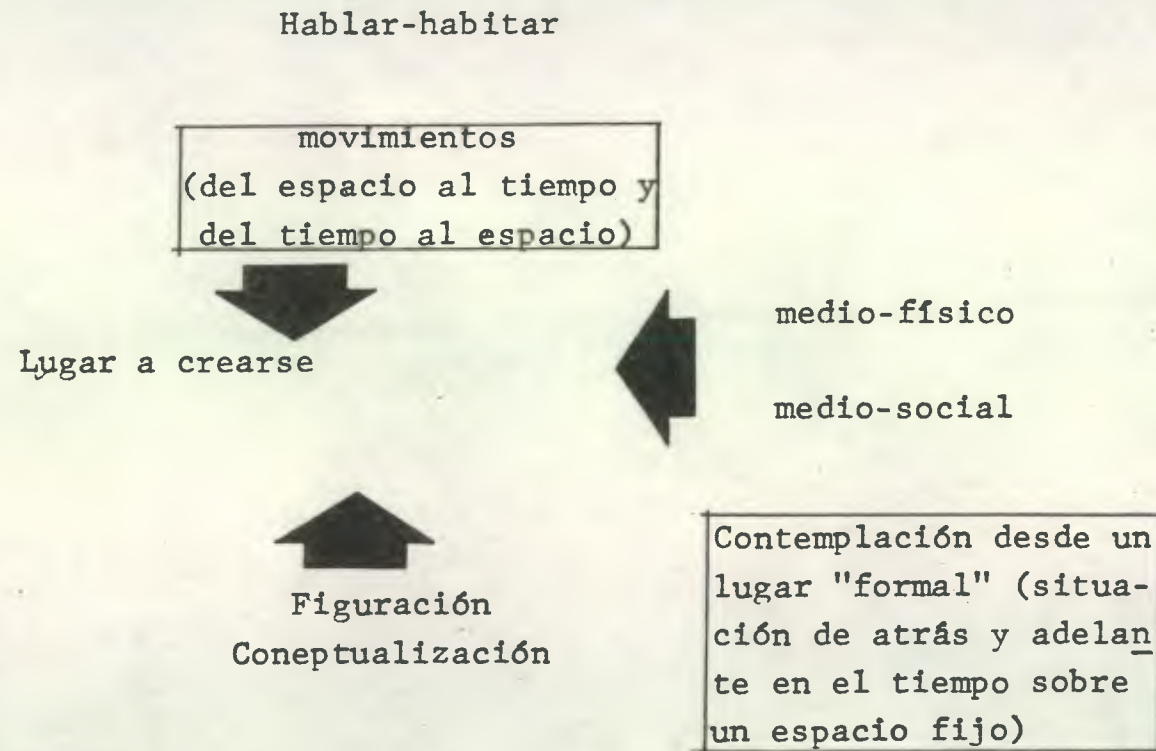 Hablar-habitar
movimientos
(del espacio al tiempo y
del tiempo al espacio)
Lugar a crearse
medio-físico
medio-social
Figuración
Coneptualización
Contemplación desde un
lugar "formal" (situa-
ción de atrás y adelan
te en el tiempo sobre
un espacio fijo)